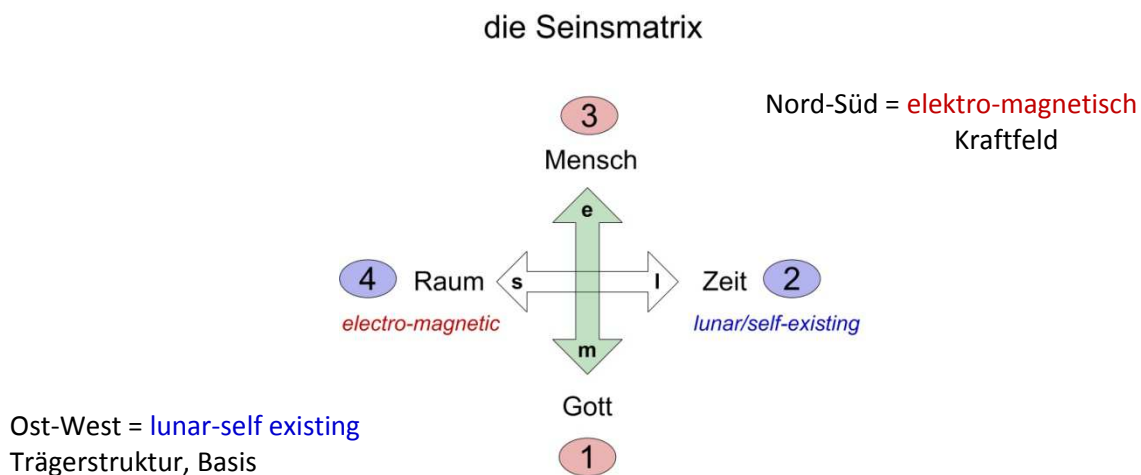 die Seinsmatrix
Nord-Süd = elektro-magnetisch
Kraftfeld
3
Mensch
e
4 Raum s l Zeit 2
electro-magnetic lunar/self-existing
m
Gott
1
Ost-West = lunar-self existing
Trägerstruktur, Basis